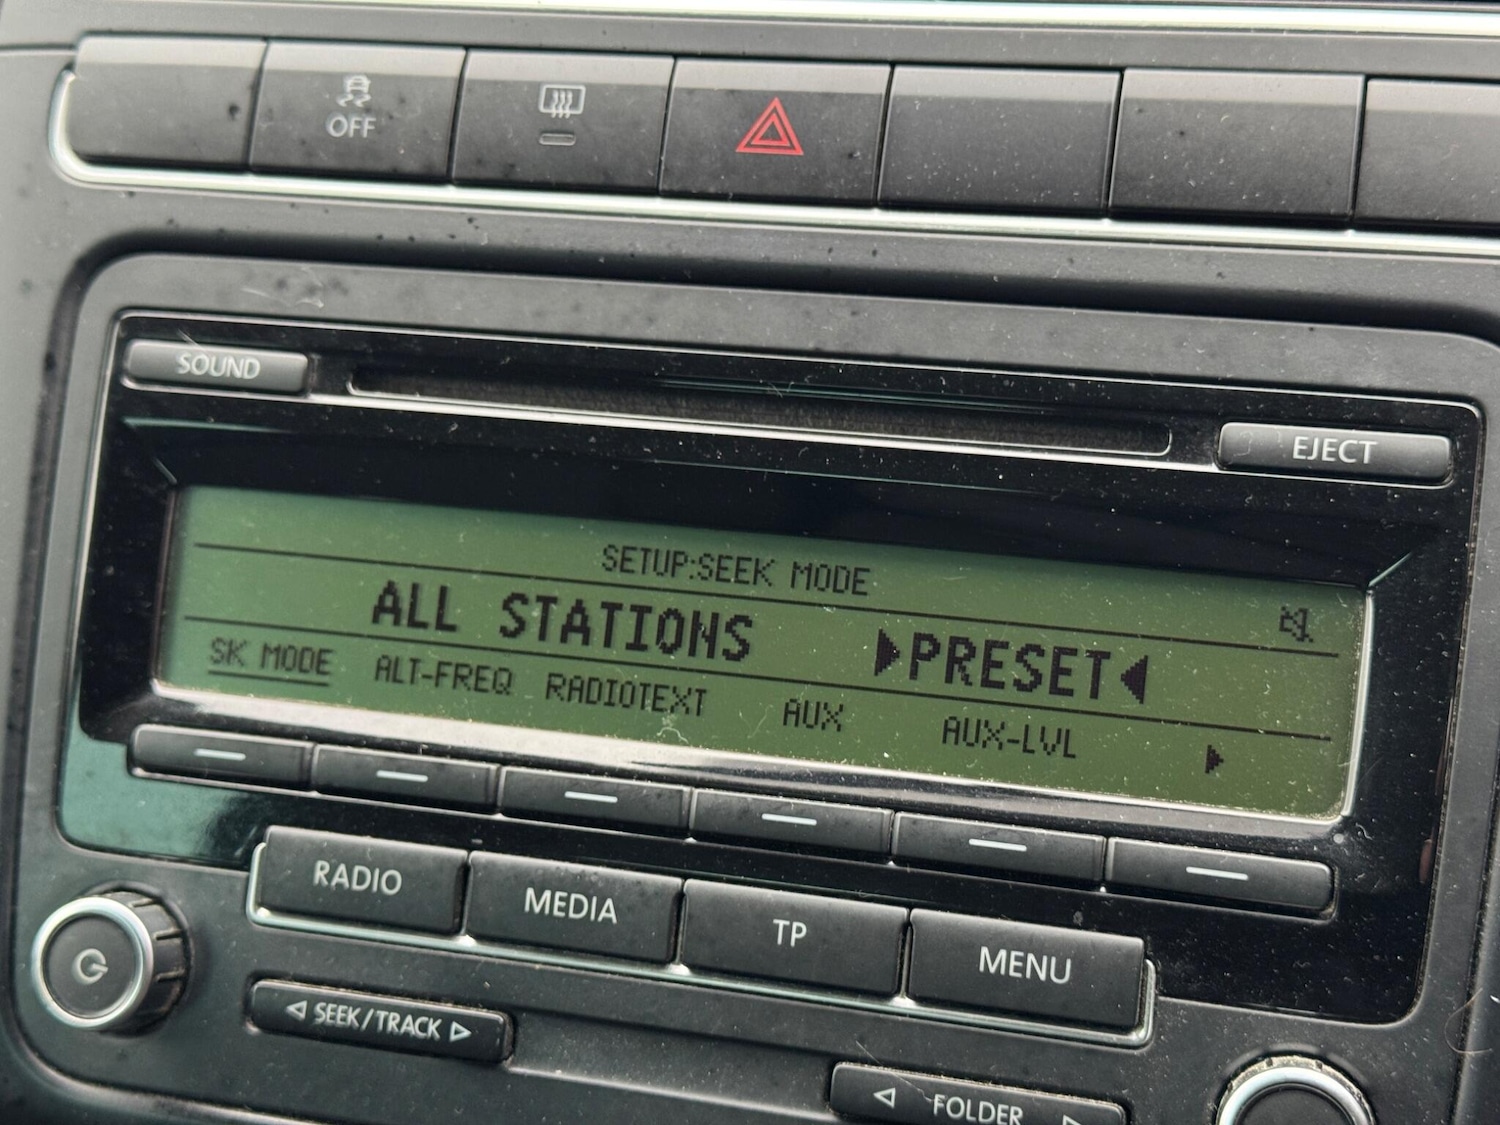 OFF
SOUND
EJECT
SETUP:SEEK MODE
ALL STATIONS PRESET
SK MODE ALT-FREQ RADIOTEXT AUX AUX-LVL
RADIO MEDIA TP MENU
SEEK/TRACK
FOLDER